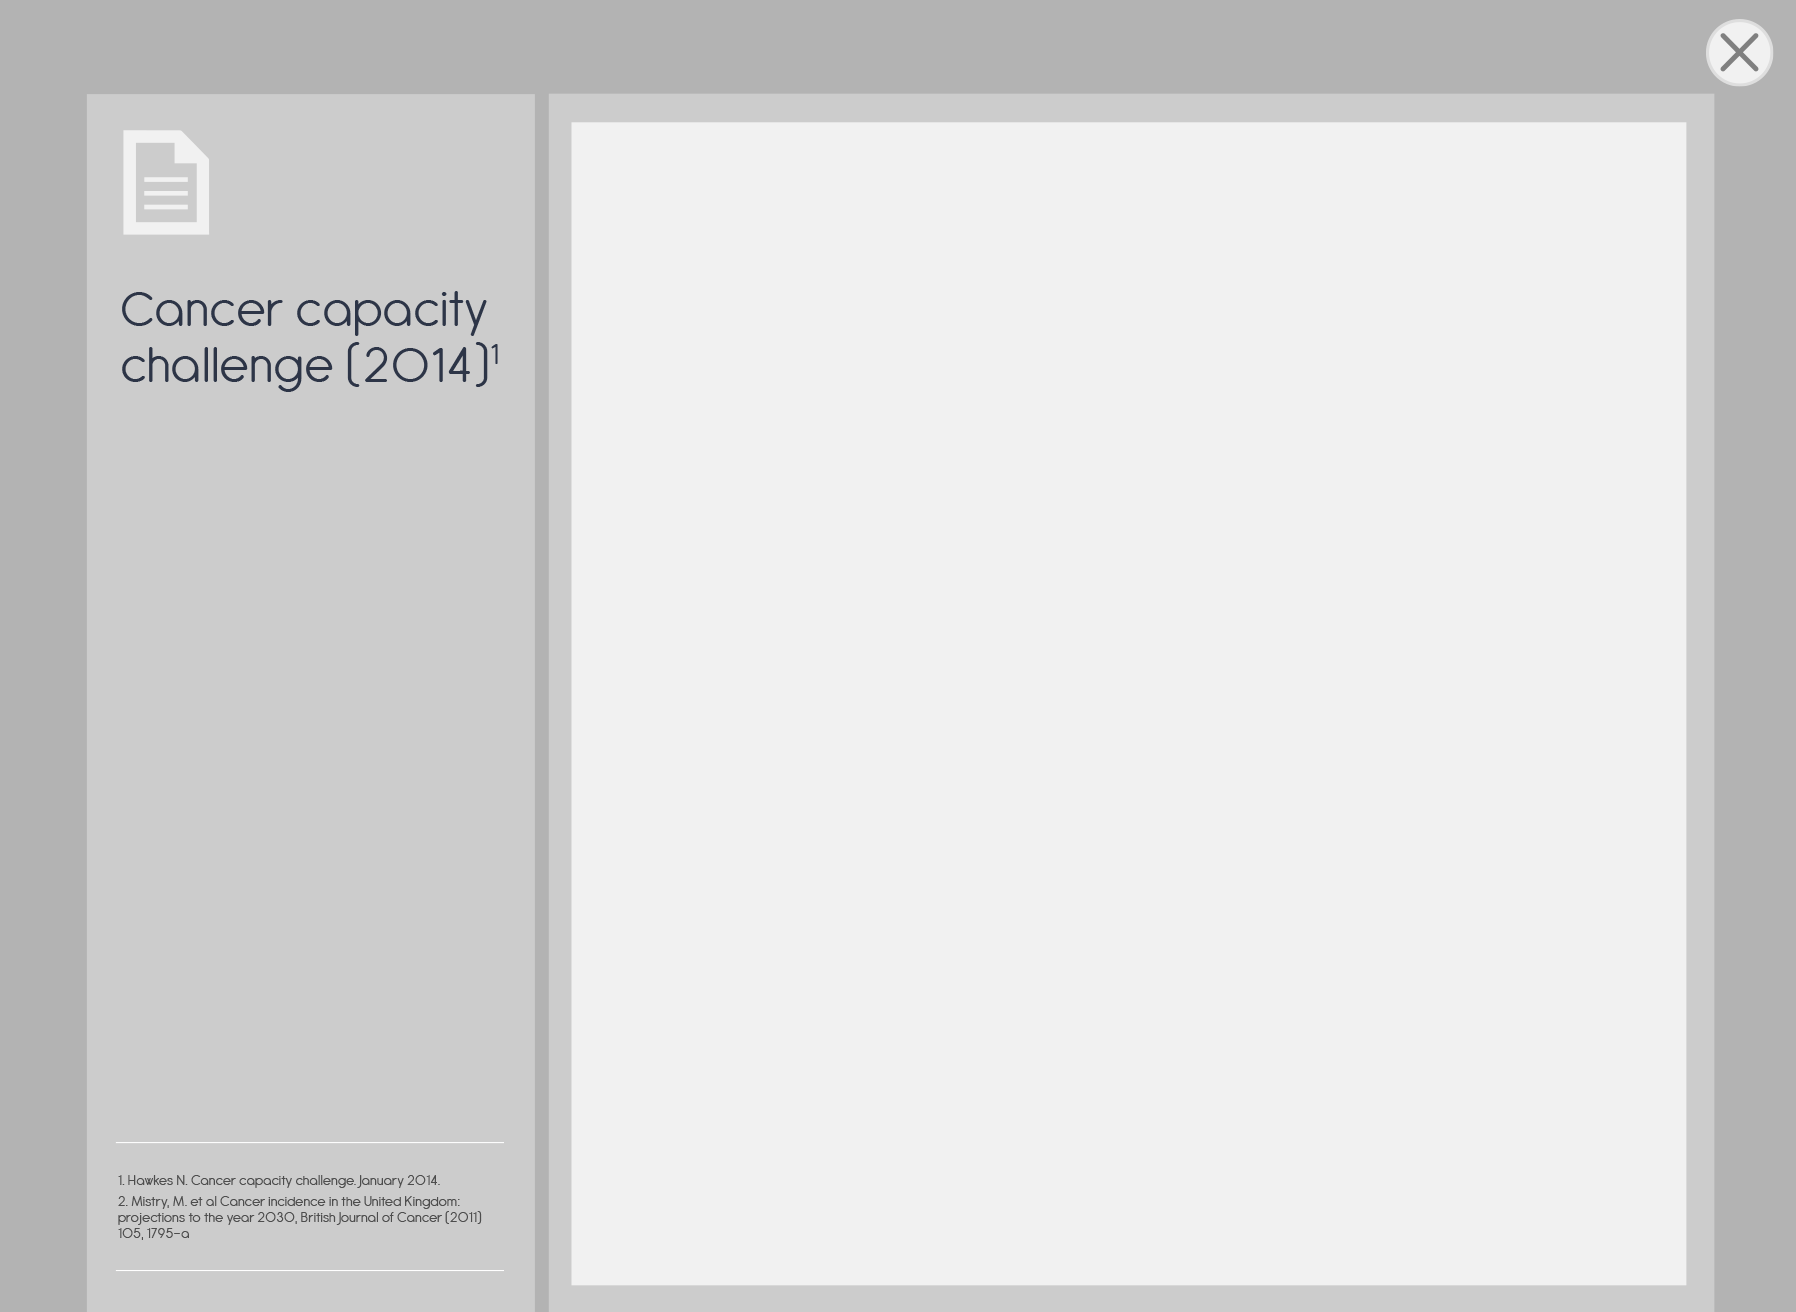 Cancer capacity
challenge (2014)¹
1. Hawkes N. Cancer capacity challenge. January 2014.
2. Mistry, M. et al Cancer incidence in the United Kingdom:
projections to the year 2030, British Journal of Cancer (2011)
105, 1795-a